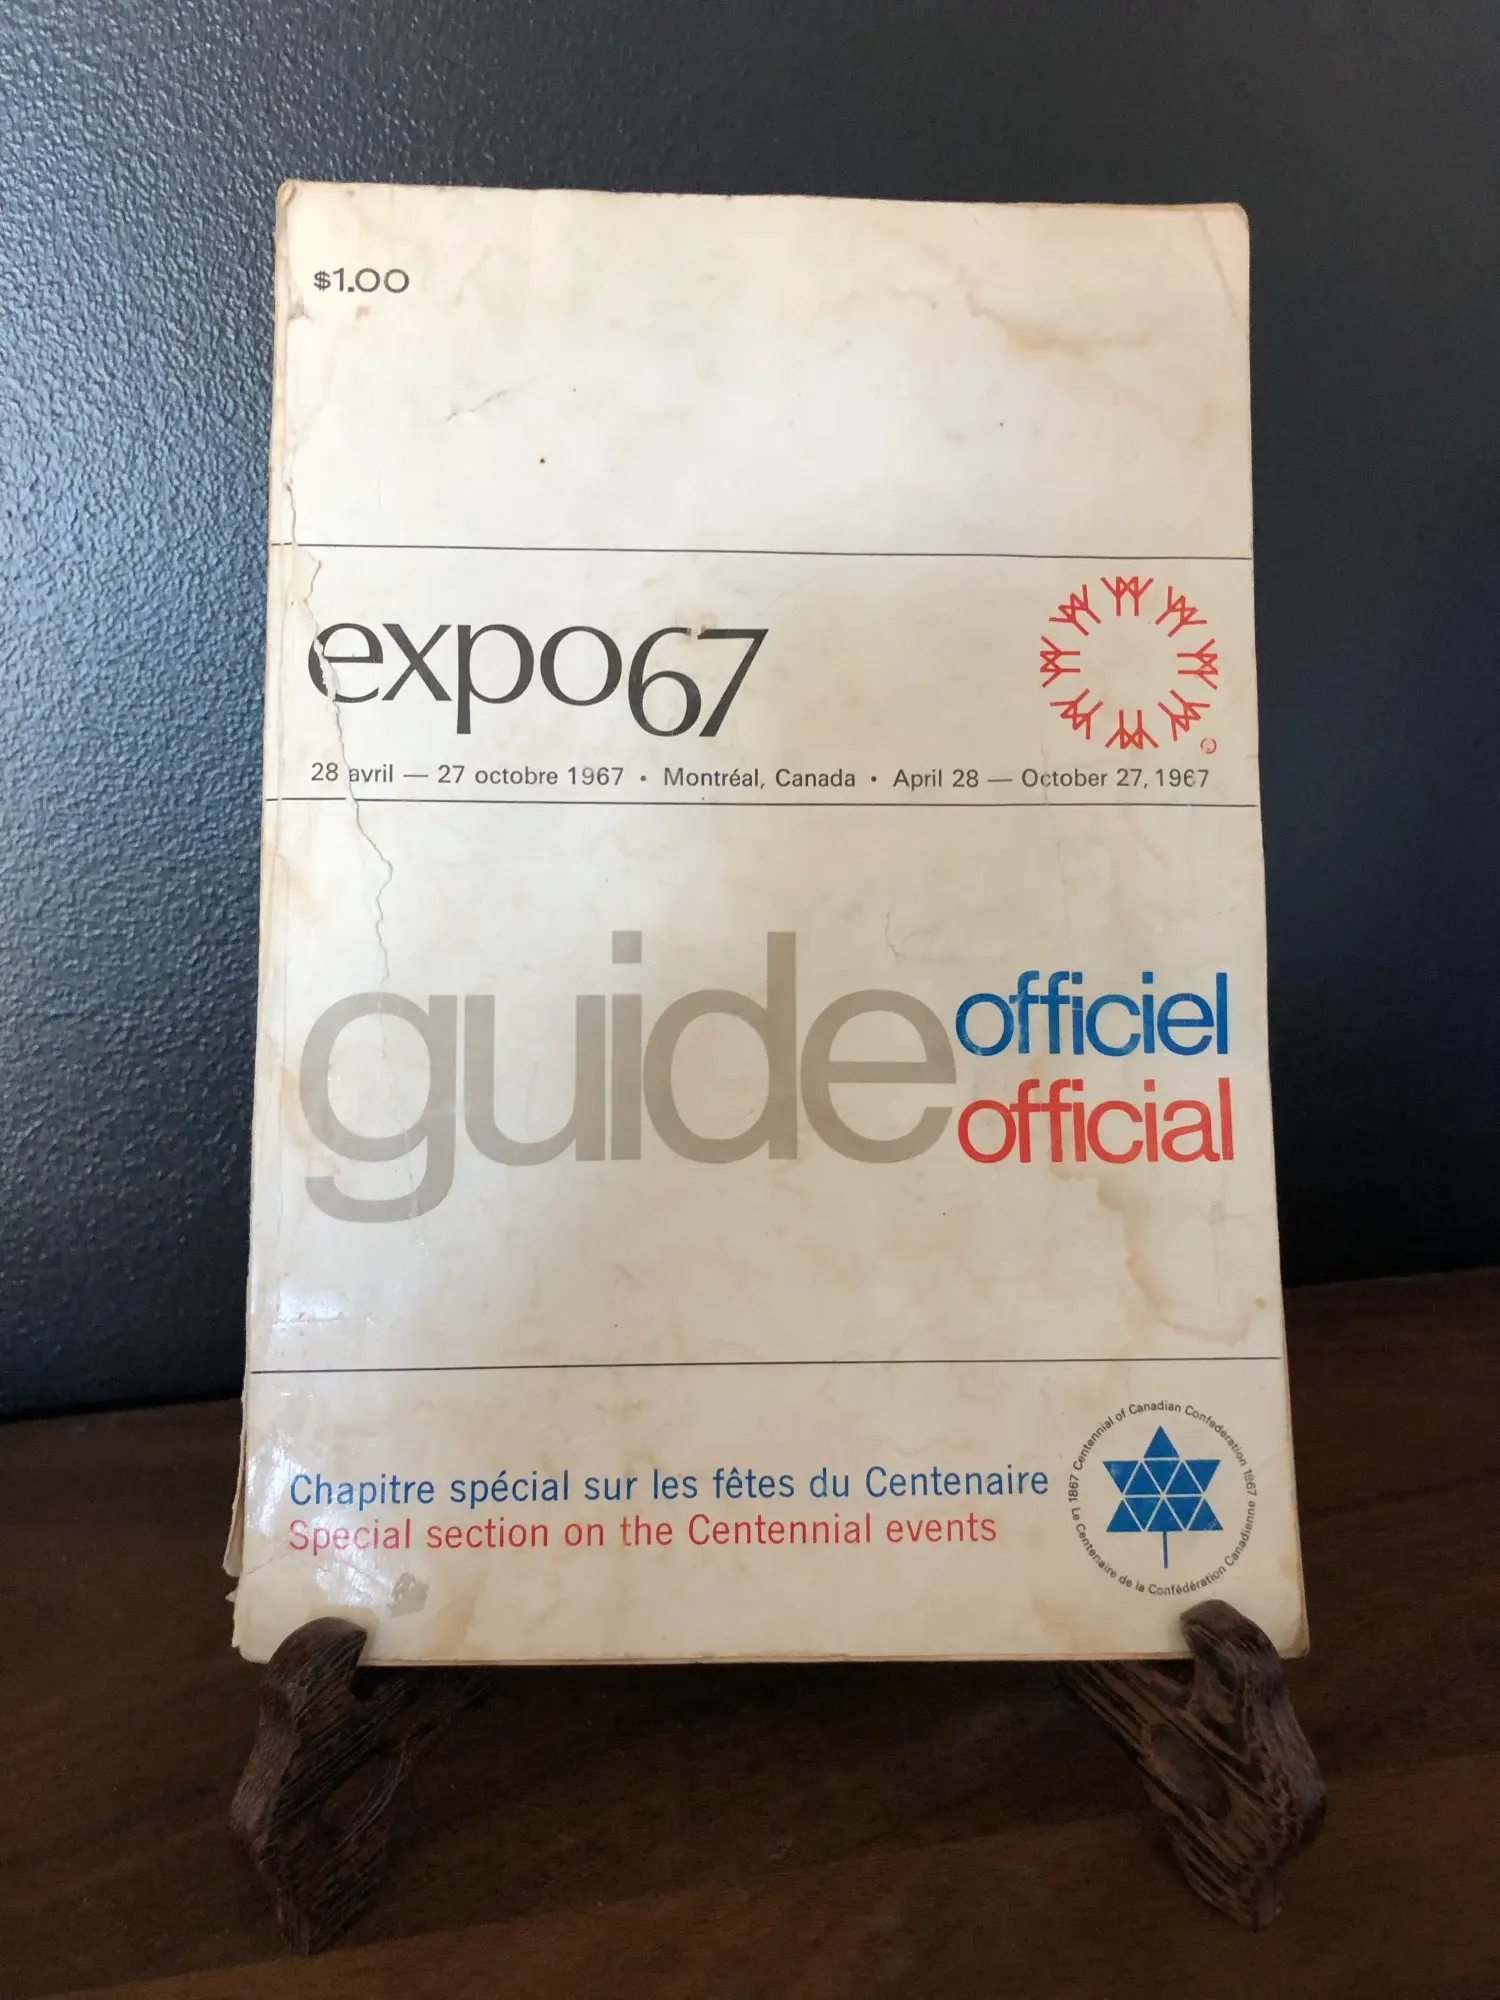 $1.00
expo67
28 avril — 27 octobre 1967 • Montréal, Canada • April 28 — October 27, 1967
guide officiel
official
Chapitre spécial sur les fêtes du Centenaire
Special section on the Centennial events
1867 Centennial of Canadian Confederation 1967
Le Centenaire de la Confédération Canadienne